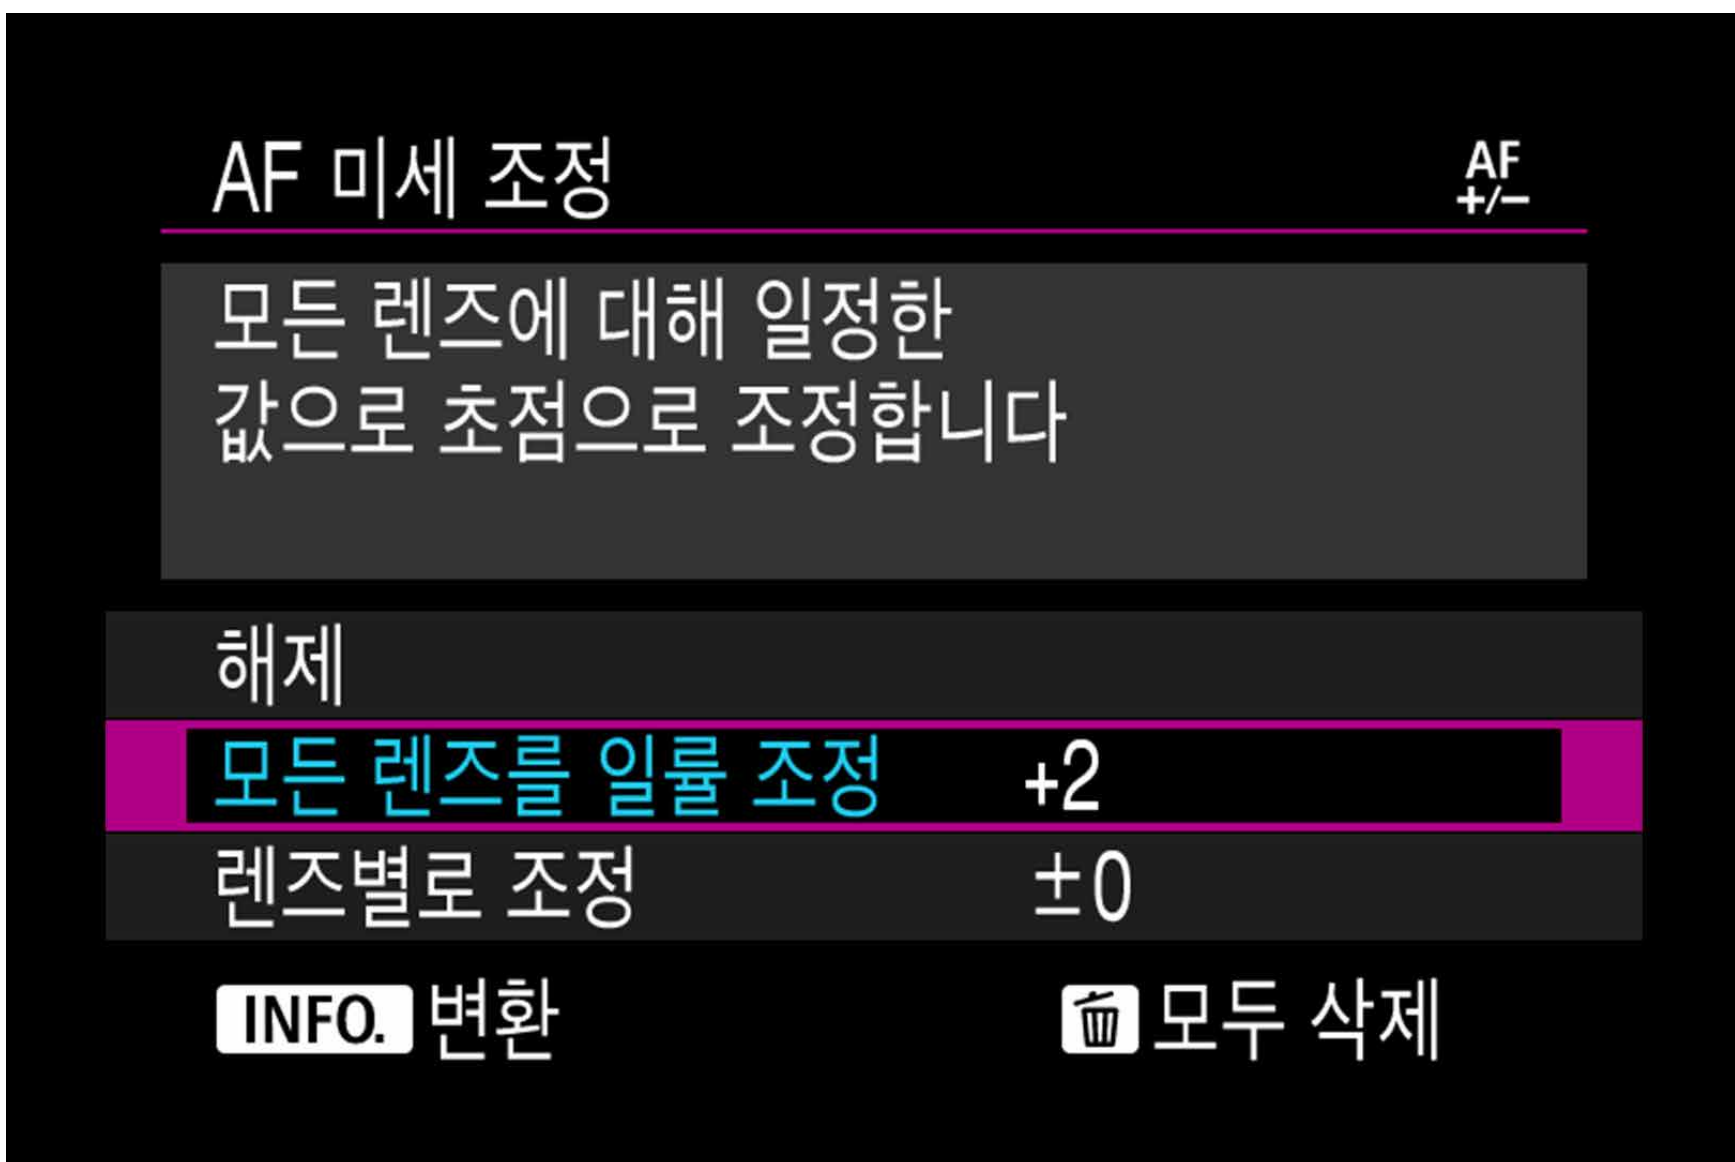 AF 미세 조정
AF
+/−
모든 렌즈에 대해 일정한
값으로 초점으로 조정합니다
해제
모든 렌즈를 일률 조정 +2
렌즈별로 조정 ±0
INFO. 변환 모두 삭제